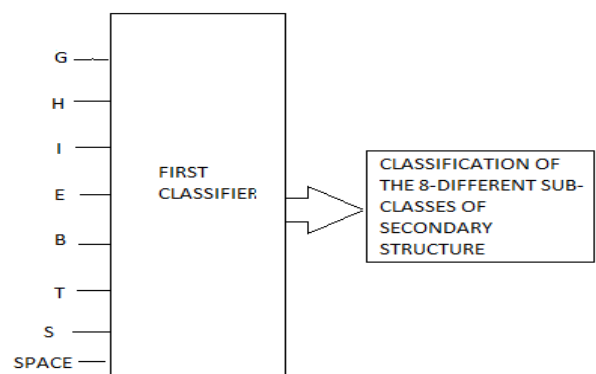 G
H
I
E
B
T
S
SPACE
FIRST
CLASSIFIER
CLASSIFICATION OF
THE 8-DIFFERENT SUB-
CLASSES OF
SECONDARY
STRUCTURE